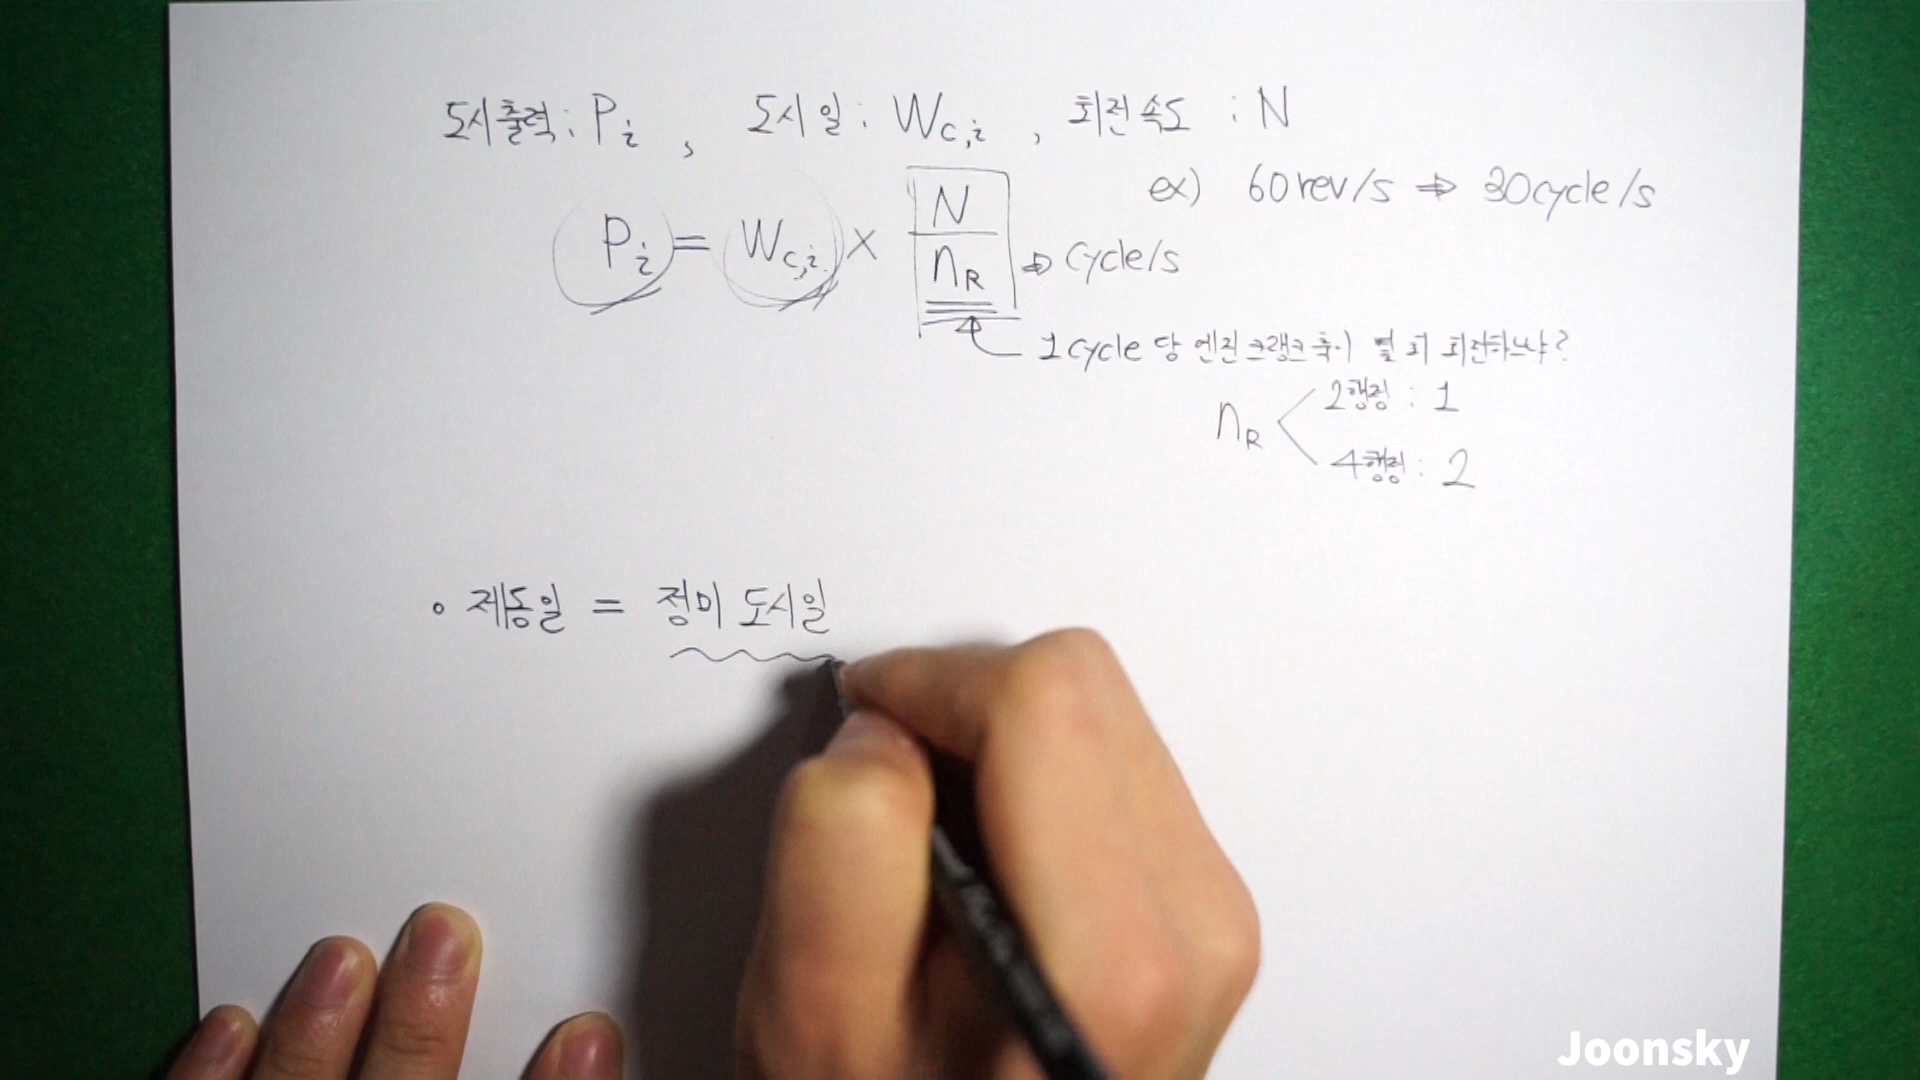 도시출력 : Pi , 도시일 : Wc,i , 회전속도 : N
ex) 60rev/s ⇒ 30cycle/s
Pi = Wc,i × N/nR ⇒ cycle/s
1cycle 당 엔진 크랭크 축이 몇 회 회전하느냐?
nR < 2행정 : 1
4행정 : 2
• 제동일 = 정미 도시일
Joonsky